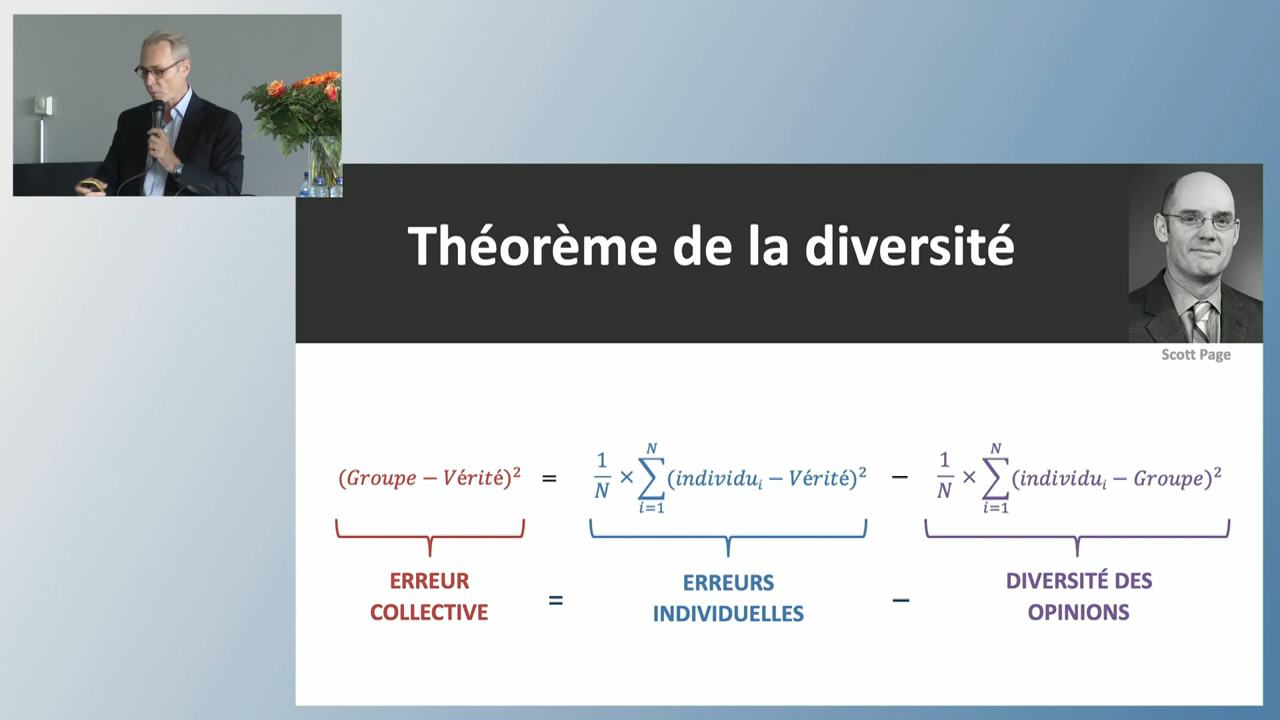 Théorème de la diversité
Scott Page
(Groupe − Vérité)² = 1/N × ∑_{i=1}^{N} (individuᵢ − Vérité)² − 1/N × ∑_{i=1}^{N} (individuᵢ − Groupe)²
ERREUR COLLECTIVE = ERREURS INDIVIDUELLES − DIVERSITÉ DES OPINIONS